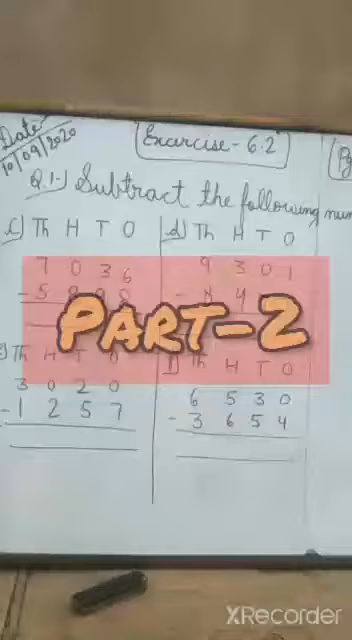 Date
10/09/2020
Exercise-6.2
Q.1-) Subtract the following
c) Th H T O
7 0 3 6
d) Th H T O
9 3 0 1
PART-2
Th H T O
3 0 2 0
- 1 2 5 7
Th H T O
6 5 3 0
- 3 6 5 4
XRecorder